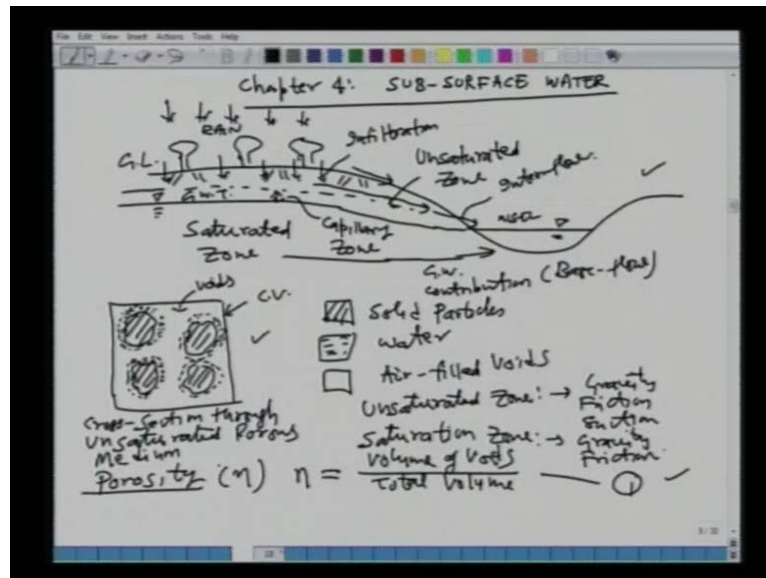 File Edit View Insert Actions Tools Help
Chapter 4: SUB-SURFACE WATER
RAIN
Infiltration
G.L.
Unsaturated Zone
Interflow
G.W.T.
River
Saturated Zone
Capillary Zone
G.W. contribution (Base-flow)
voids
C.V.
Solid Particles
Water
Air-filled Voids
Unsaturated Zone: → Gravity
Friction
Suction
Saturation Zone: → Gravity
Friction
Cross-Section through
Unsaturated Porous
Medium
Porosity (η) η = Volume of Voids / Total Volume — ①